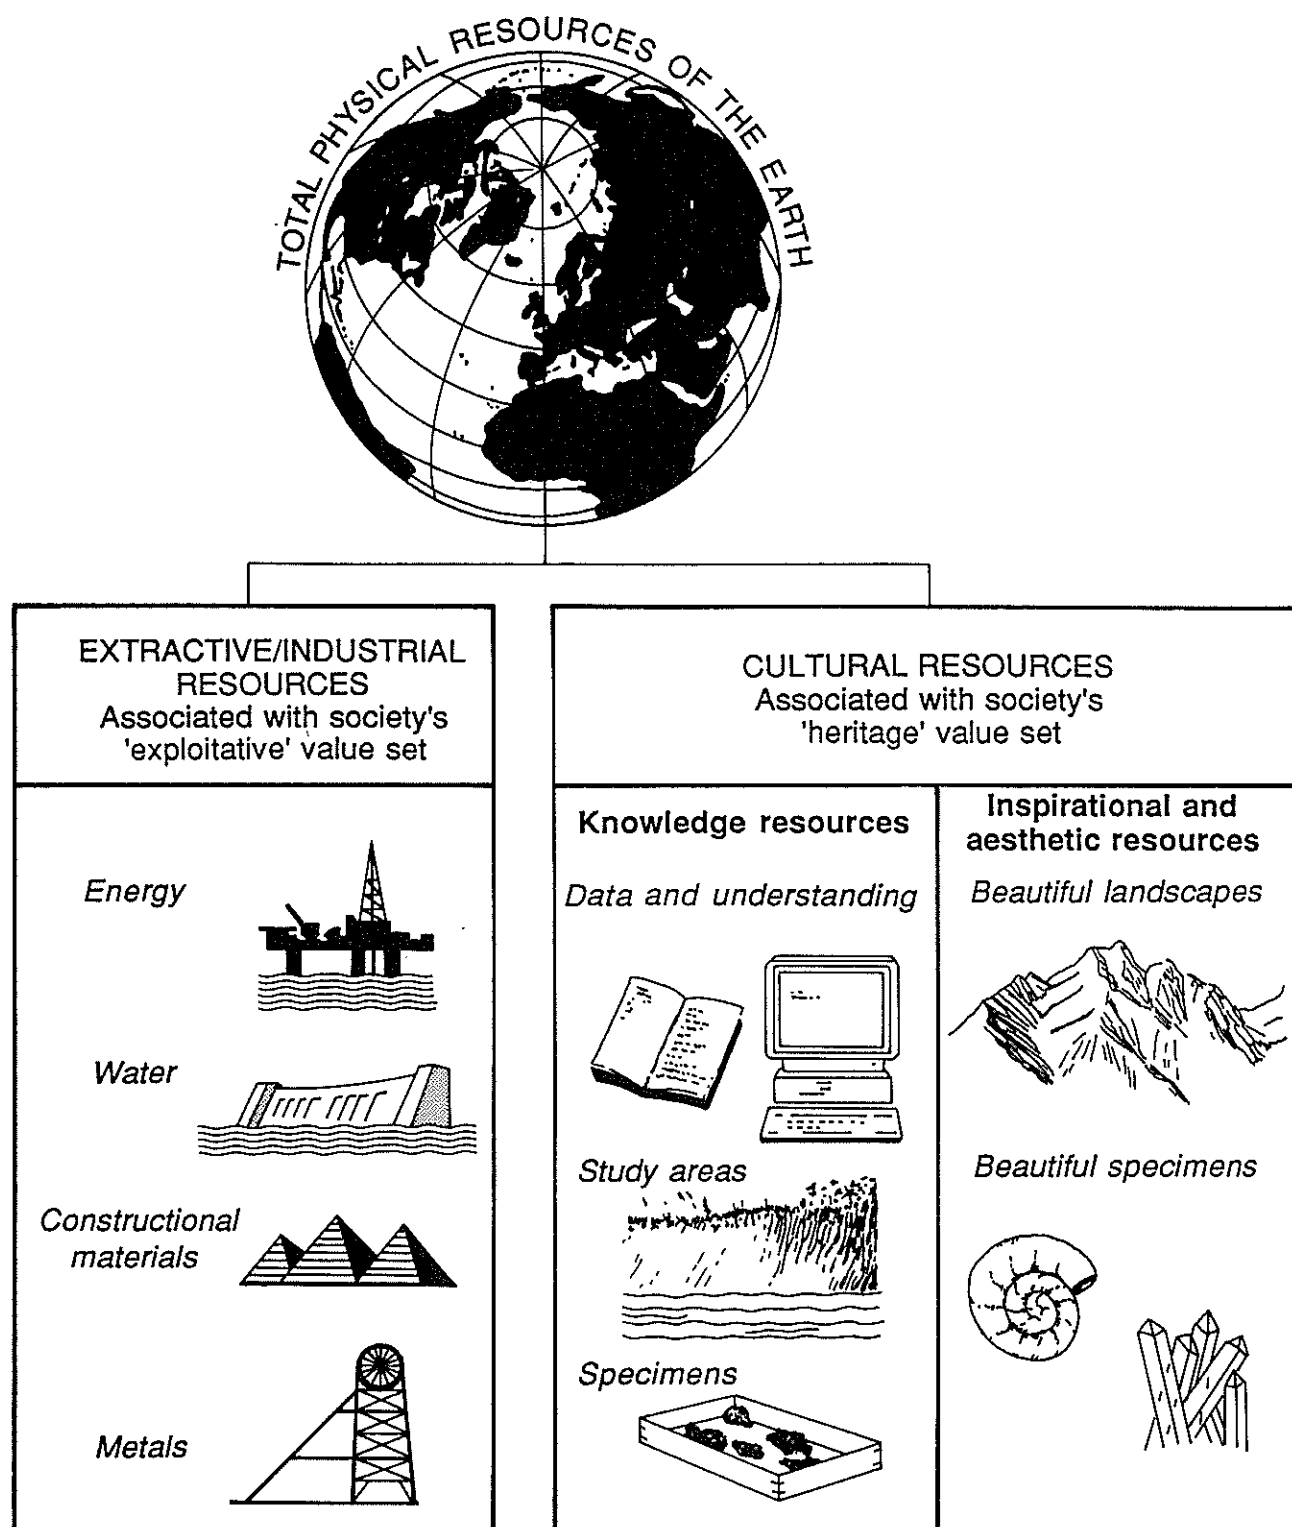 TOTAL PHYSICAL RESOURCES OF THE EARTH
EXTRACTIVE/INDUSTRIAL
RESOURCES
Associated with society's
'exploitative' value set
Energy
Water
Constructional
materials
Metals
CULTURAL RESOURCES
Associated with society's
'heritage' value set
Knowledge resources
Data and understanding
Study areas
Specimens
Inspirational and
aesthetic resources
Beautiful landscapes
Beautiful specimens